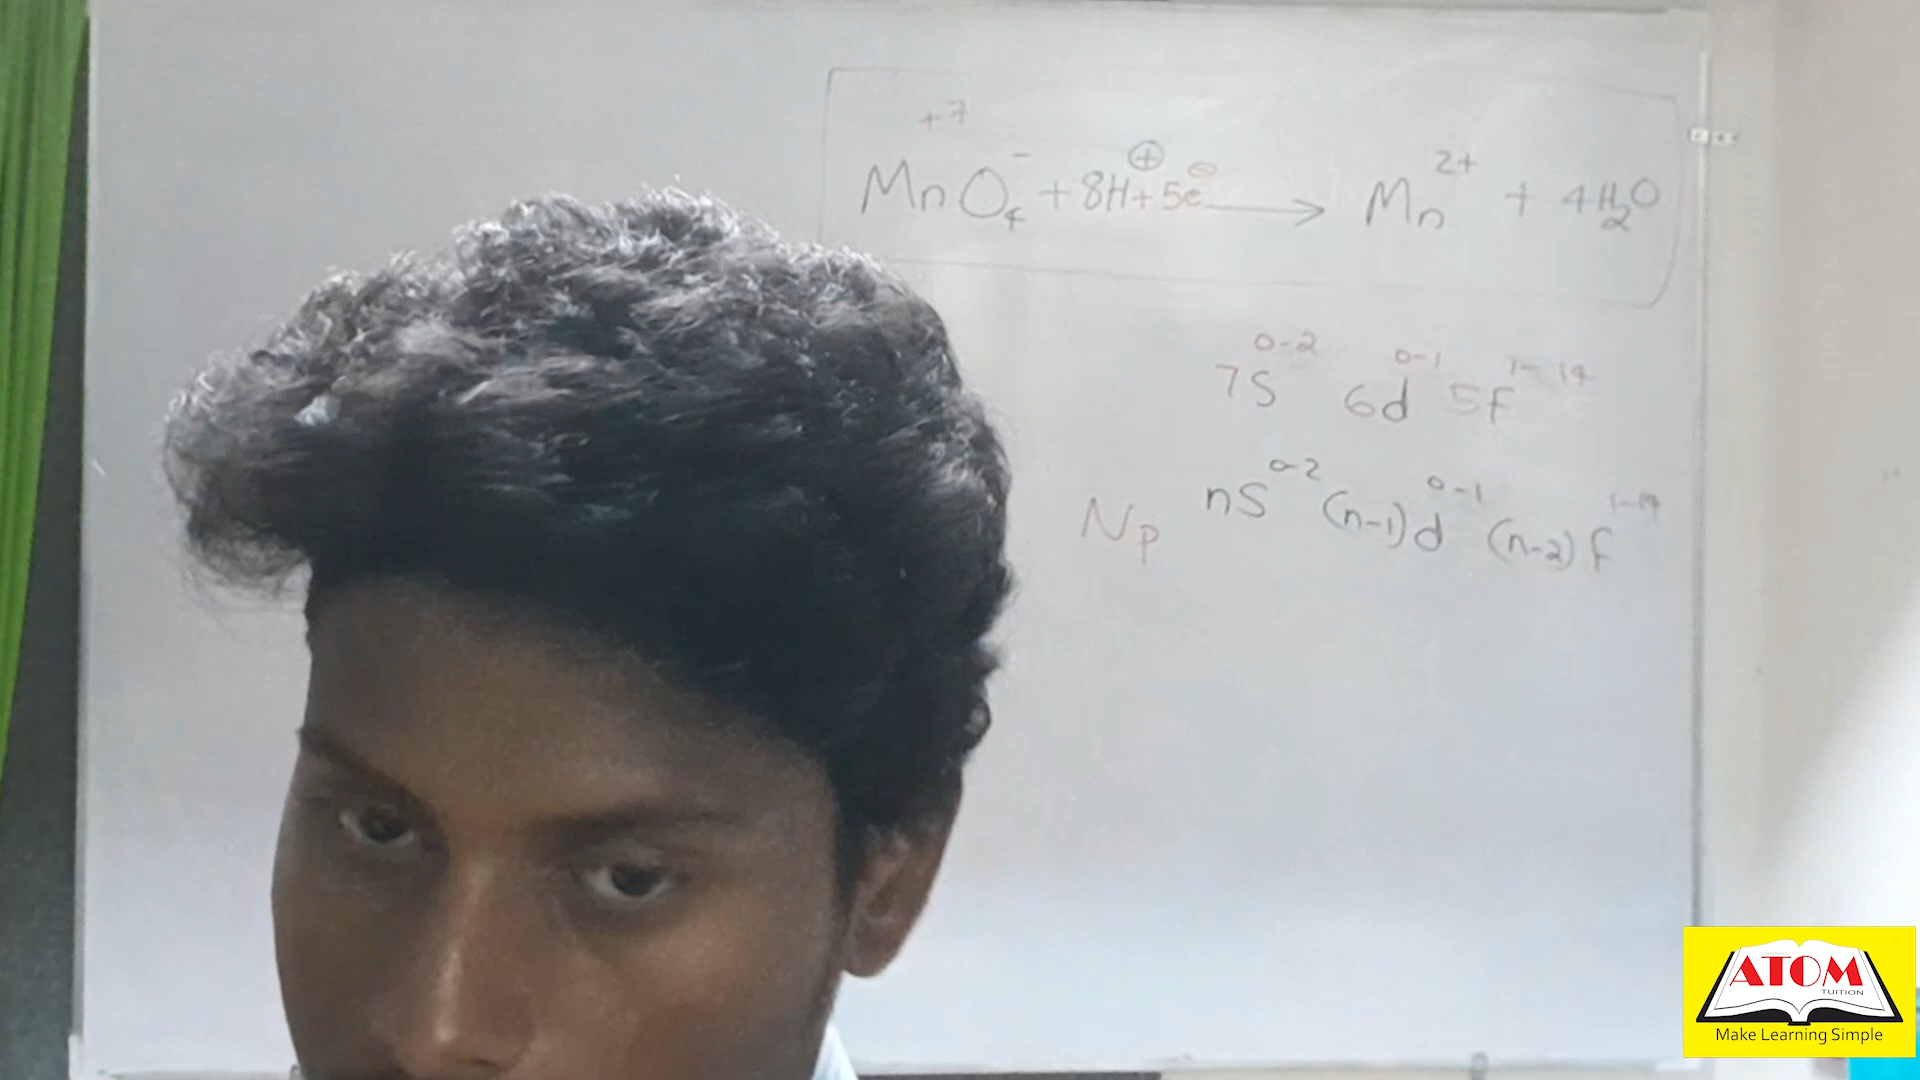 +7
MnO₄⁻ + 8H⊕ + 5e⊖ → Mn²⁺ + 4H₂O
7S⁰⁻² 6d⁰⁻¹ 5f¹⁻¹⁴
Np nS⁰⁻² (n-1)d⁰⁻¹ (n-2)f¹⁻¹⁴
ATOM
TUITION
Make Learning Simple